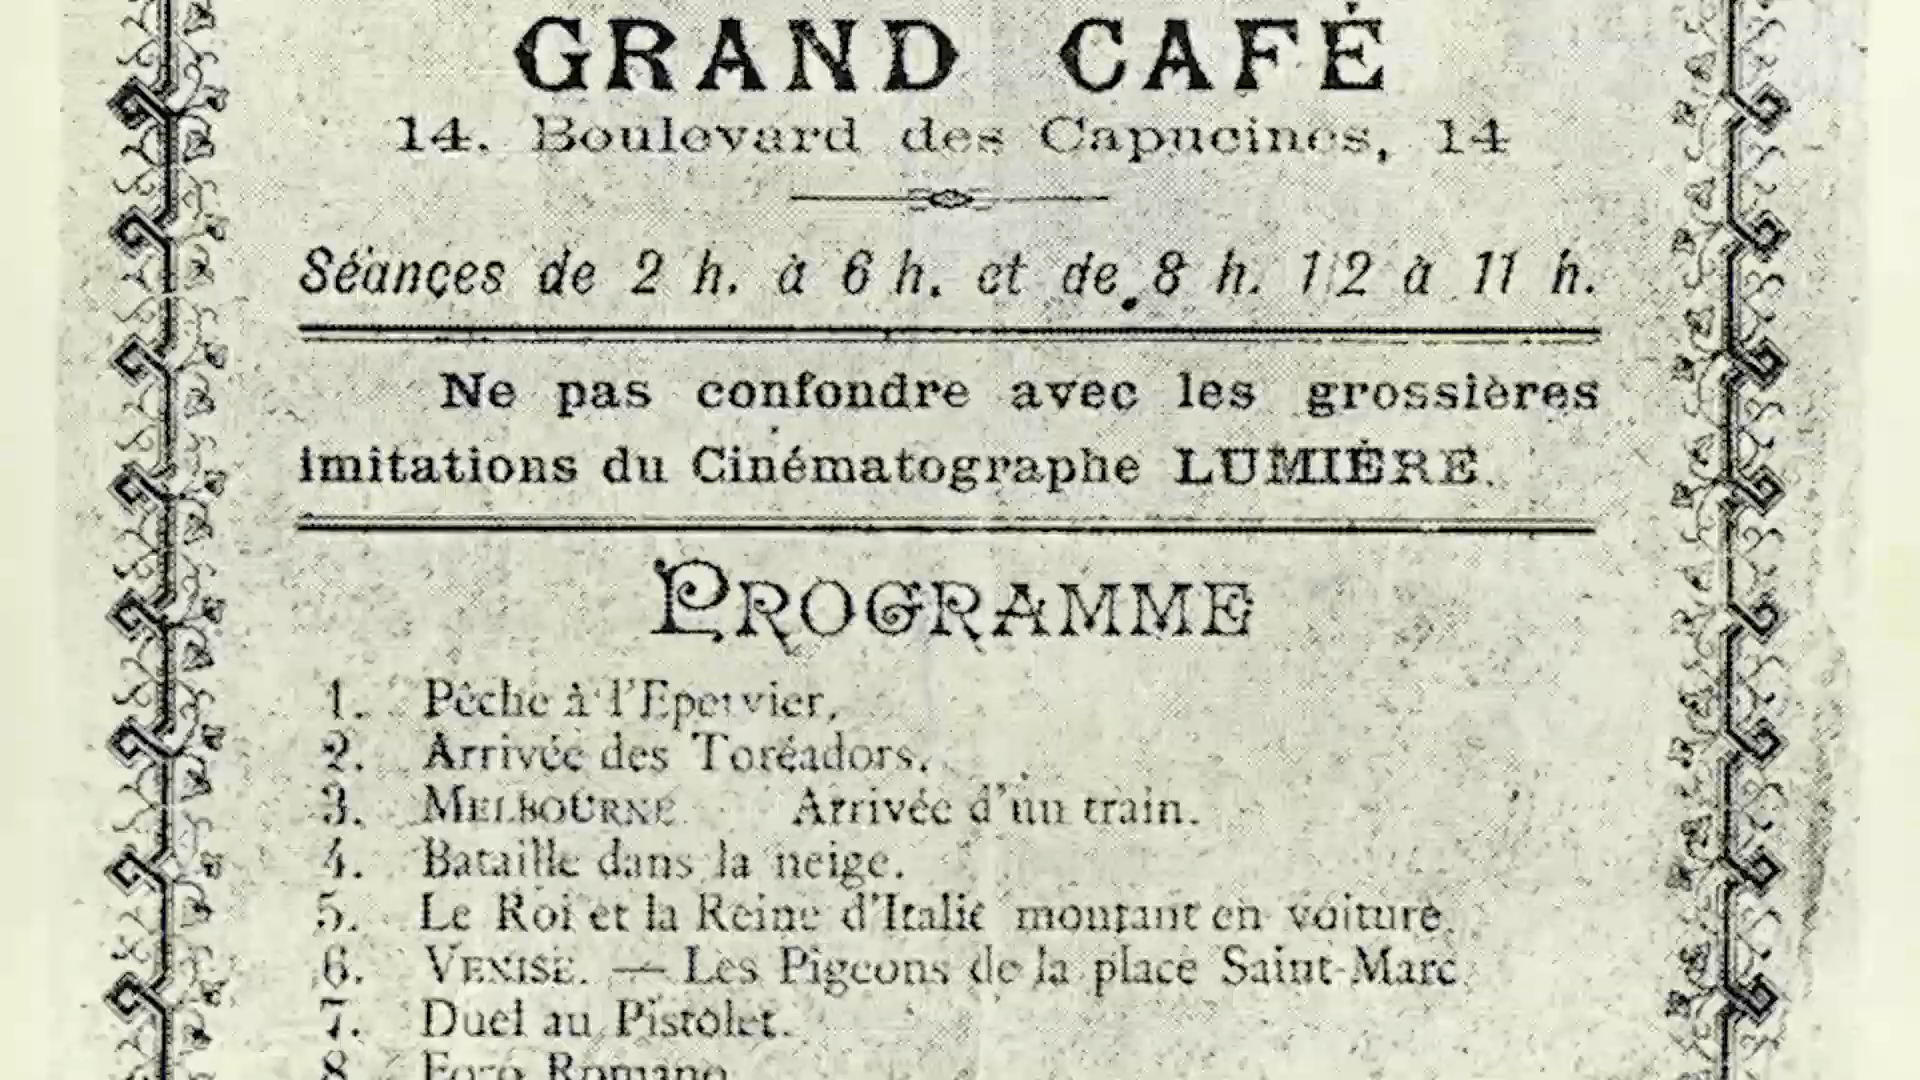 GRAND CAFÉ
14. Boulevard des Capucines, 14
Séances de 2 h. à 6 h. et de 8 h. 1/2 à 11 h.
Ne pas confondre avec les grossières
imitations du Cinématographe LUMIÈRE.
PROGRAMME
1. Pêche à l'Epervier.
2. Arrivée des Toréadors.
3. MELBOURNE. Arrivée d'un train.
4. Bataille dans la neige.
5. Le Roi et la Reine d'Italie montant en voiture.
6. VENISE. — Les Pigeons de la place Saint-Marc.
7. Duel au Pistolet.
8. Foro Romano.